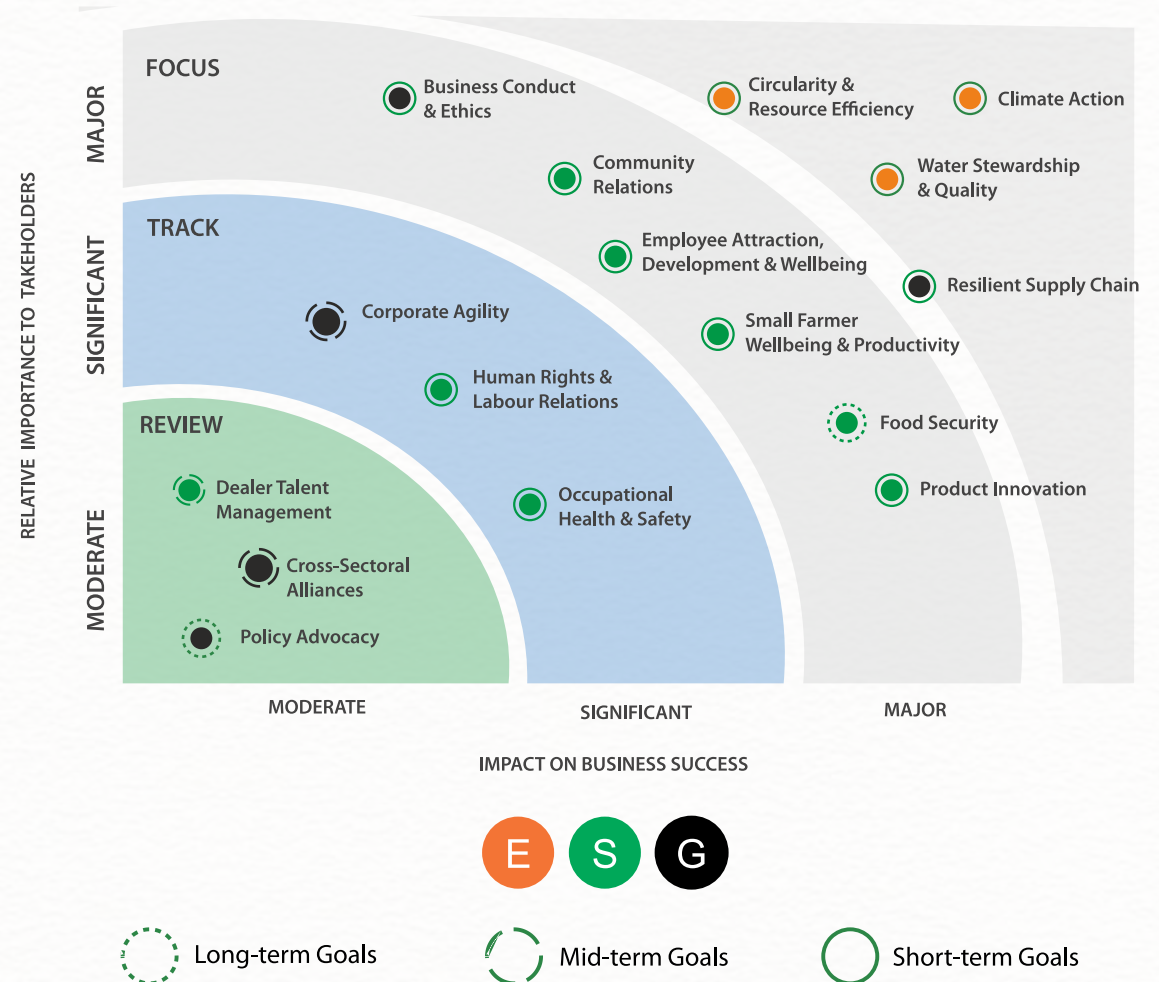 FOCUS
Business Conduct
& Ethics
Circularity &
Resource Efficiency
Climate Action
Community
Relations
Water Stewardship
& Quality
TRACK
Employee Attraction,
Development & Wellbeing
Resilient Supply Chain
Corporate Agility
Small Farmer
Wellbeing & Productivity
Human Rights &
Labour Relations
REVIEW
Food Security
Dealer Talent
Management
Occupational
Health & Safety
Product Innovation
Cross-Sectoral
Alliances
Policy Advocacy
RELATIVE IMPORTANCE TO TAKEHOLDERS
MAJOR
SIGNIFICANT
MODERATE
MODERATE
SIGNIFICANT
MAJOR
IMPACT ON BUSINESS SUCCESS
E S G
Long-term Goals
Mid-term Goals
Short-term Goals